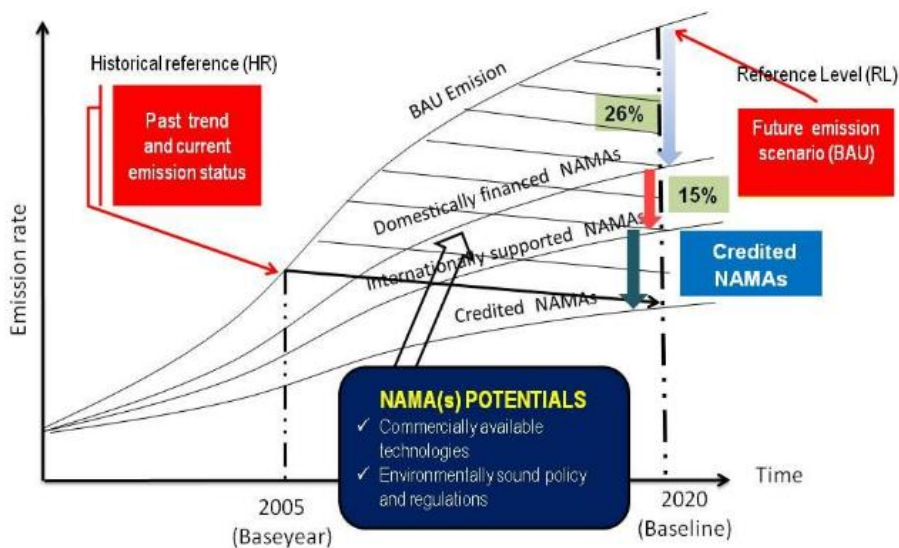 Historical reference (HR)
Past trend
and current
emission status
BAU Emision
26%
Reference Level (RL)
Future emission
scenario (BAU)
Domestically financed NAMAs
15%
Internationally supported NAMAs
Credited
NAMAs
Credited NAMAs
Emission rate
NAMA(s) POTENTIALS
✓ Commercially available
technologies
✓ Environmentally sound policy
and regulations
Time
2005
(Baseyear)
2020
(Baseline)